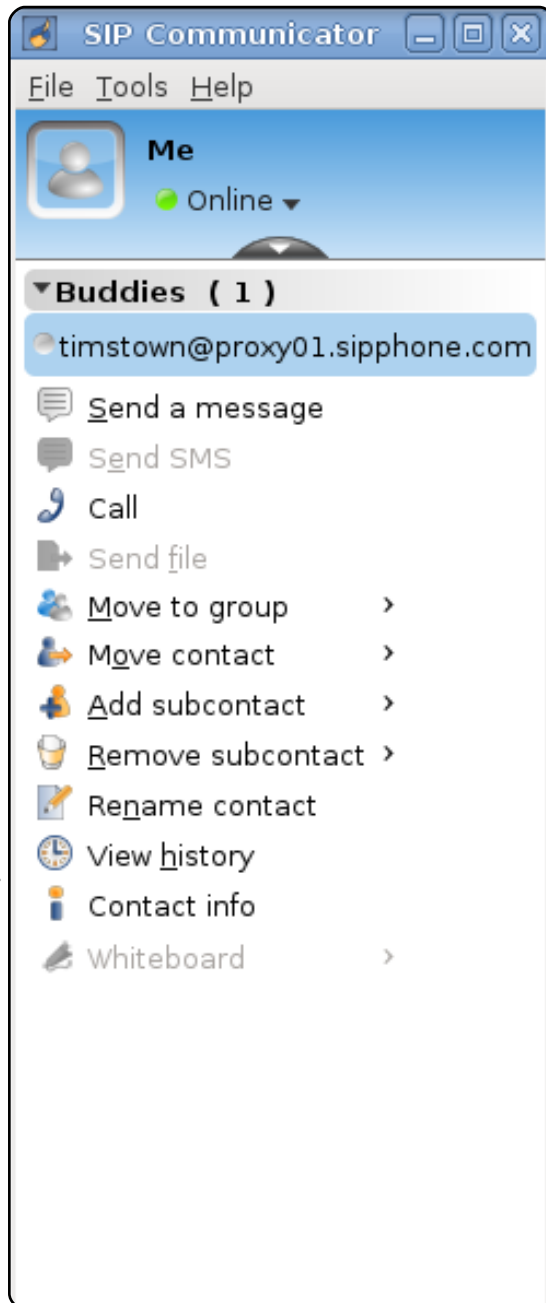 SIP Communicator
File Tools Help
Me
Online
Buddies ( 1 )
timstown@proxy01.sipphone.com
Send a message
Send SMS
Call
Send file
Move to group
Move contact
Add subcontact
Remove subcontact
Rename contact
View history
Contact info
Whiteboard